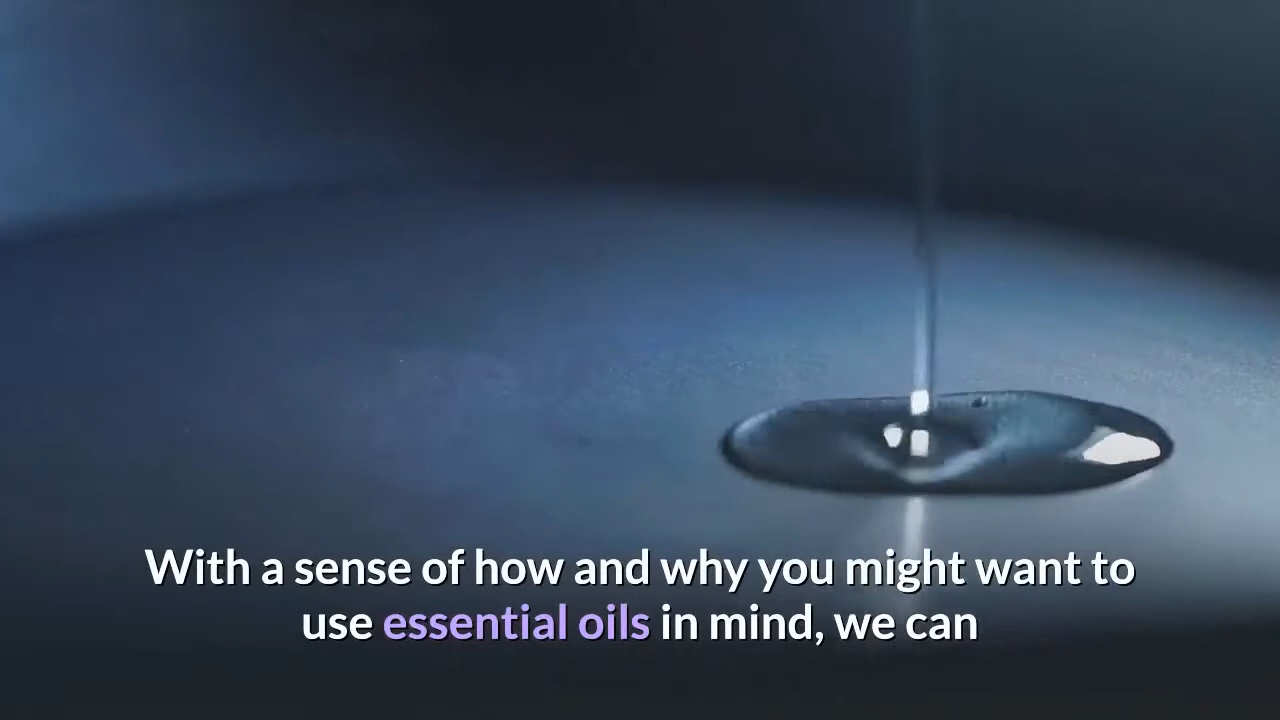 With a sense of how and why you might want to
use essential oils in mind, we can